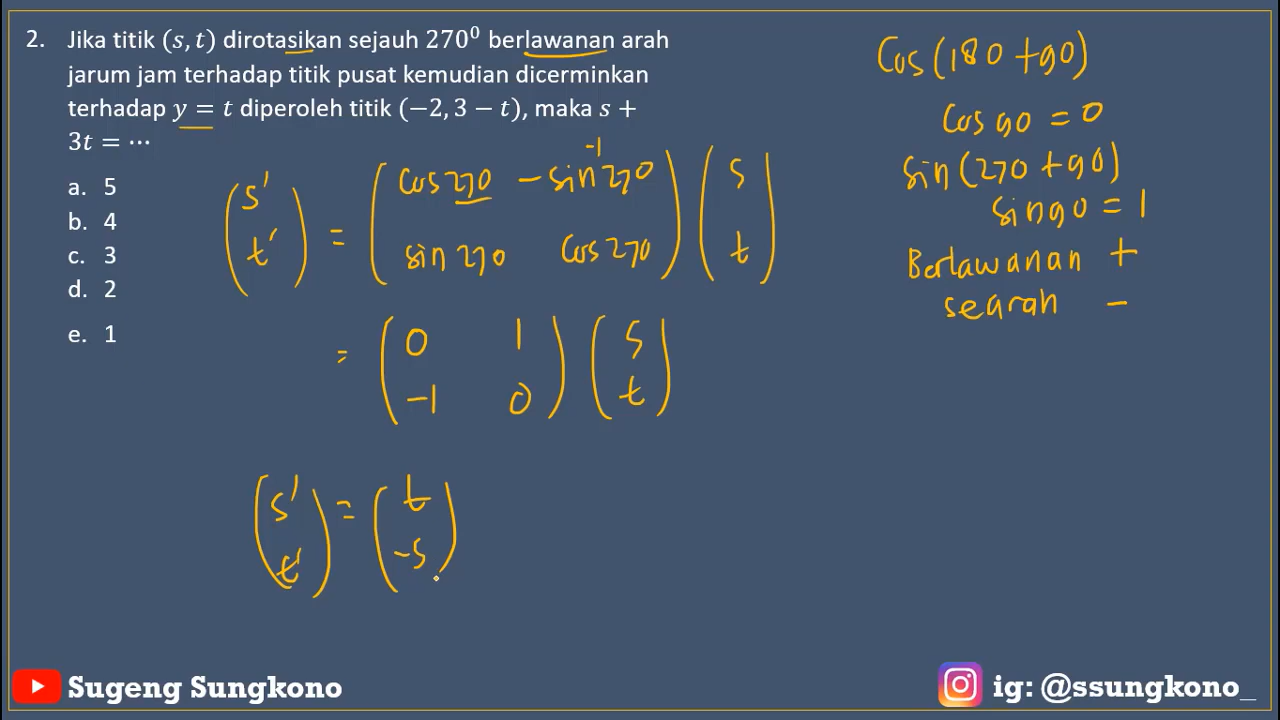 2. Jika titik (s, t) dirotasikan sejauh 270⁰ berlawanan arah
jarum jam terhadap titik pusat kemudian dicerminkan
terhadap y = t diperoleh titik (−2, 3 − t), maka s +
3t = ⋯
a. 5
b. 4
c. 3
d. 2
e. 1
(s' t') = (cos 270 −sin 270 sin 270 cos 270) (s t)
-1
= (0 1 -1 0) (s t)
(s' t') = (t -s)
Cos (180 + 90)
Cos 90 = 0
sin (270 + 90)
sin 90 = 1
Berlawanan +
searah −
Sugeng Sungkono
ig: @ssungkono_